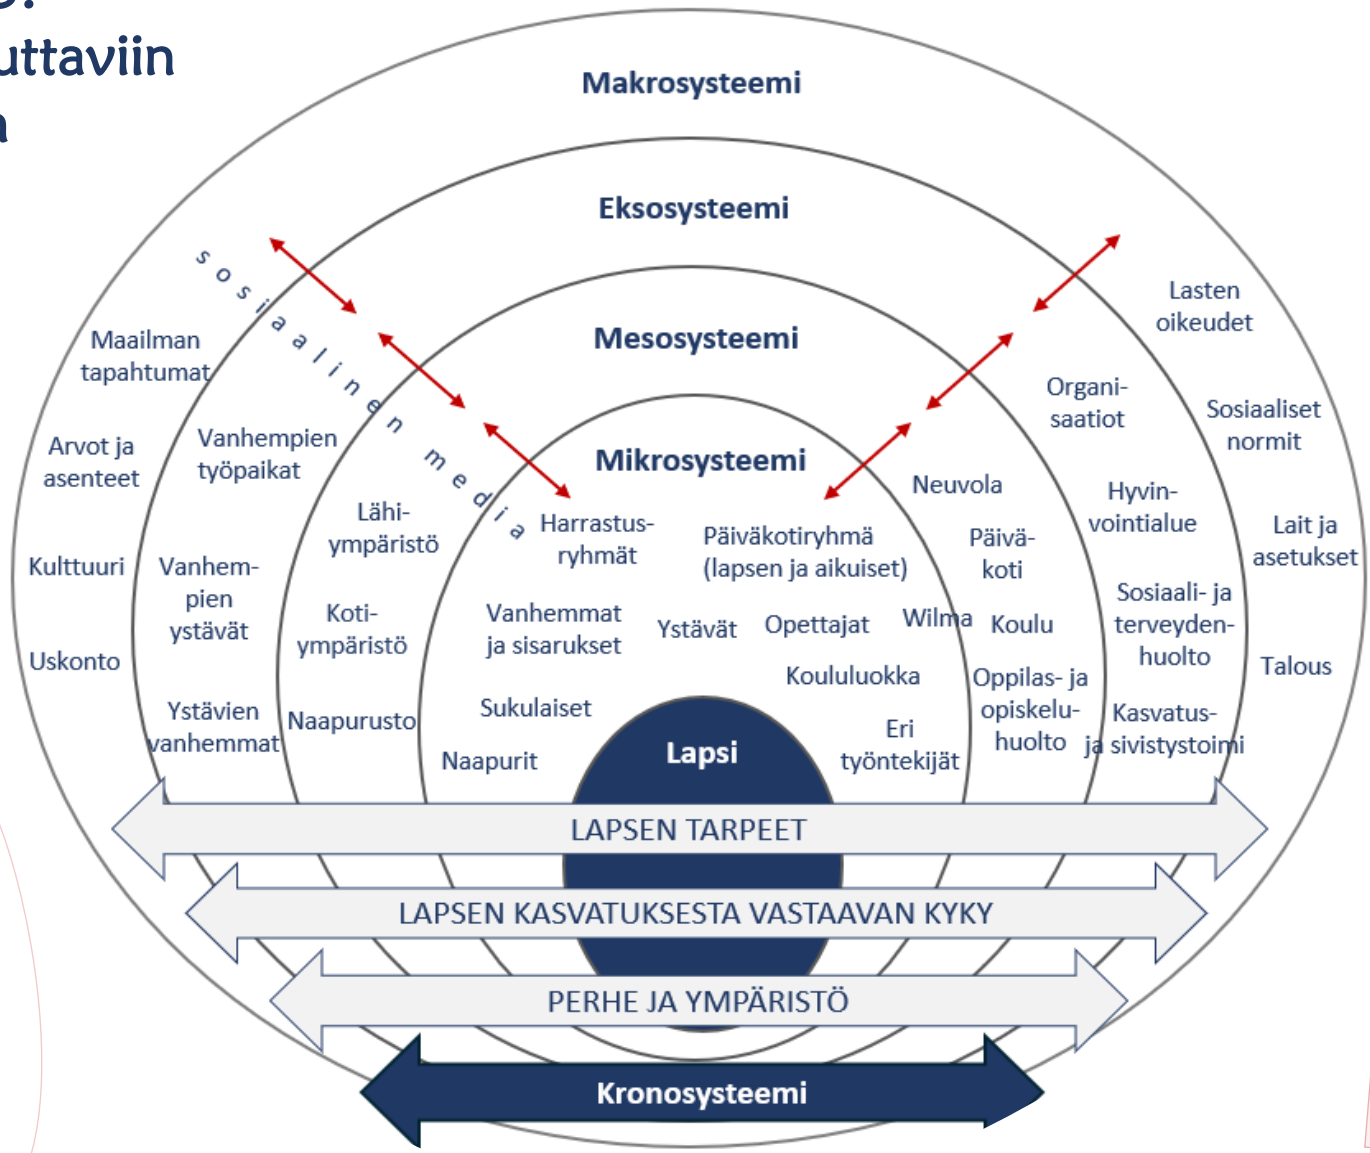 uttaviin
Makrosysteemi
Eksosysteemi
Mesosysteemi
Mikrosysteemi
sosiaalinen media
Maailman
tapahtumat
Arvot ja
asenteet
Kulttuuri
Uskonto
Vanhempien
työpaikat
Vanhem-
pien
ystävät
Ystävien
vanhemmat
Lähi-
ympäristö
Koti-
ympäristö
Naapurusto
Harrastus-
ryhmät
Vanhemmat
ja sisarukset
Sukulaiset
Naapurit
Päiväkotiryhmä
(lapsen ja aikuiset)
Ystävät
Opettajat
Wilma
Koululuokka
Eri
työntekijät
Neuvola
Päivä-
koti
Koulu
Oppilas- ja
opiskelu-
huolto
Organi-
saatiot
Hyvin-
vointialue
Sosiaali- ja
terveyden-
huolto
Kasvatus-
ja sivistystoimi
Lasten
oikeudet
Sosiaaliset
normit
Lait ja
asetukset
Talous
Lapsi
LAPSEN TARPEET
LAPSEN KASVATUKSESTA VASTAAVAN KYKY
PERHE JA YMPÄRISTÖ
Kronosysteemi